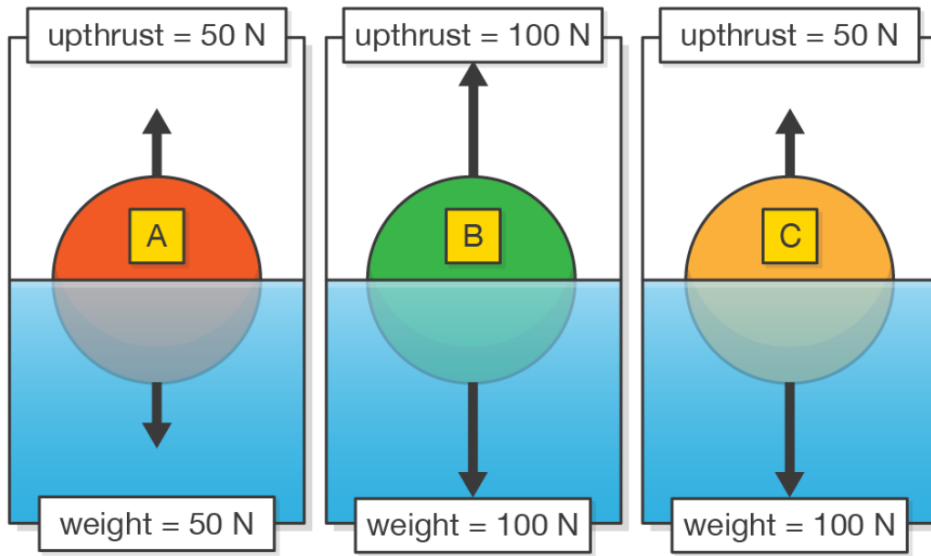 upthrust = 50 N
upthrust = 100 N
upthrust = 50 N
A
B
C
weight = 50 N
weight = 100 N
weight = 100 N